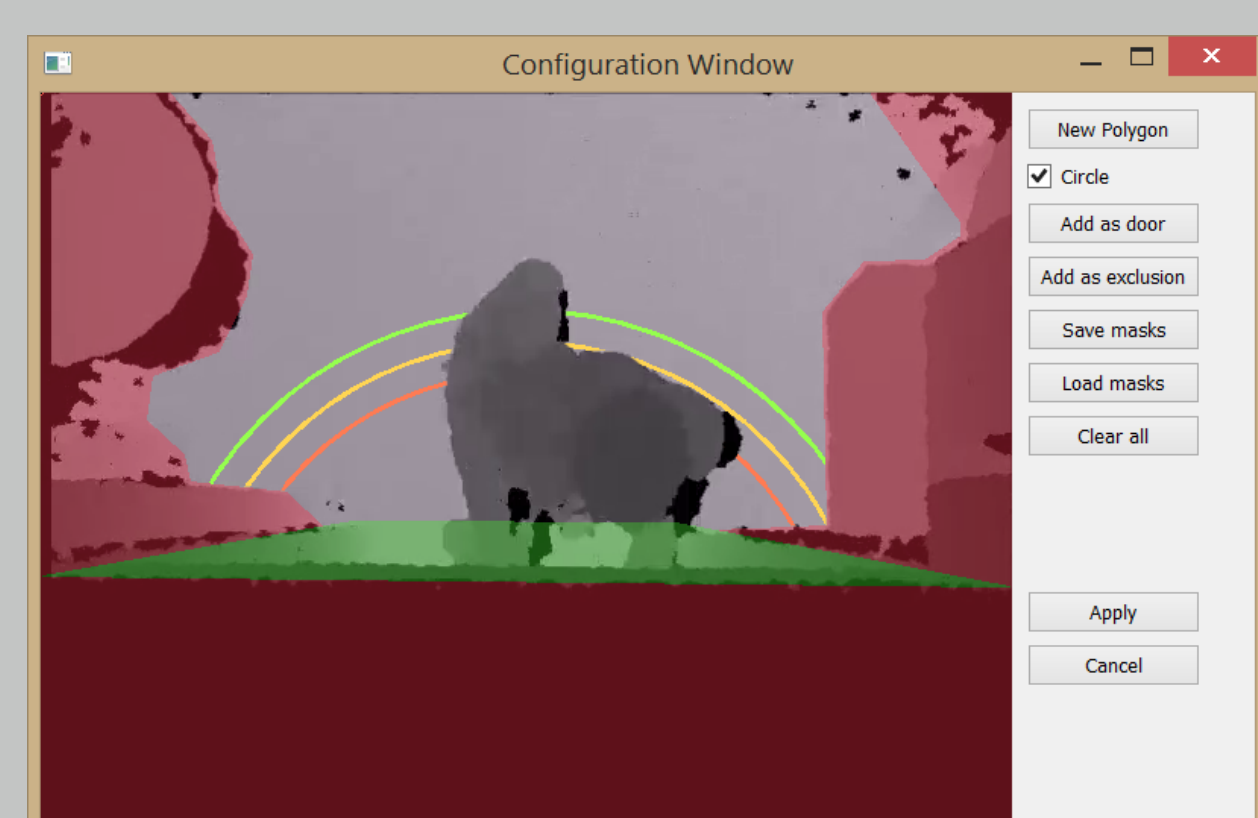 Configuration Window
New Polygon
Circle
Add as door
Add as exclusion
Save masks
Load masks
Clear all
Apply
Cancel